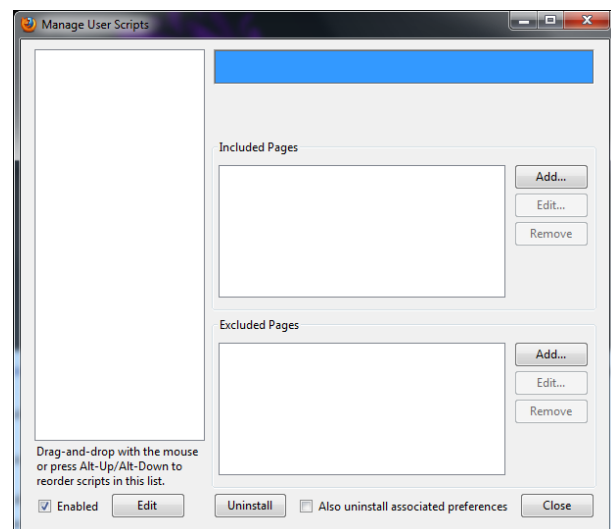 Manage User Scripts
Included Pages
Add...
Edit...
Remove
Excluded Pages
Add...
Edit...
Remove
Drag-and-drop with the mouse
or press Alt-Up/Alt-Down to
reorder scripts in this list.
Enabled Edit Uninstall Also uninstall associated preferences Close